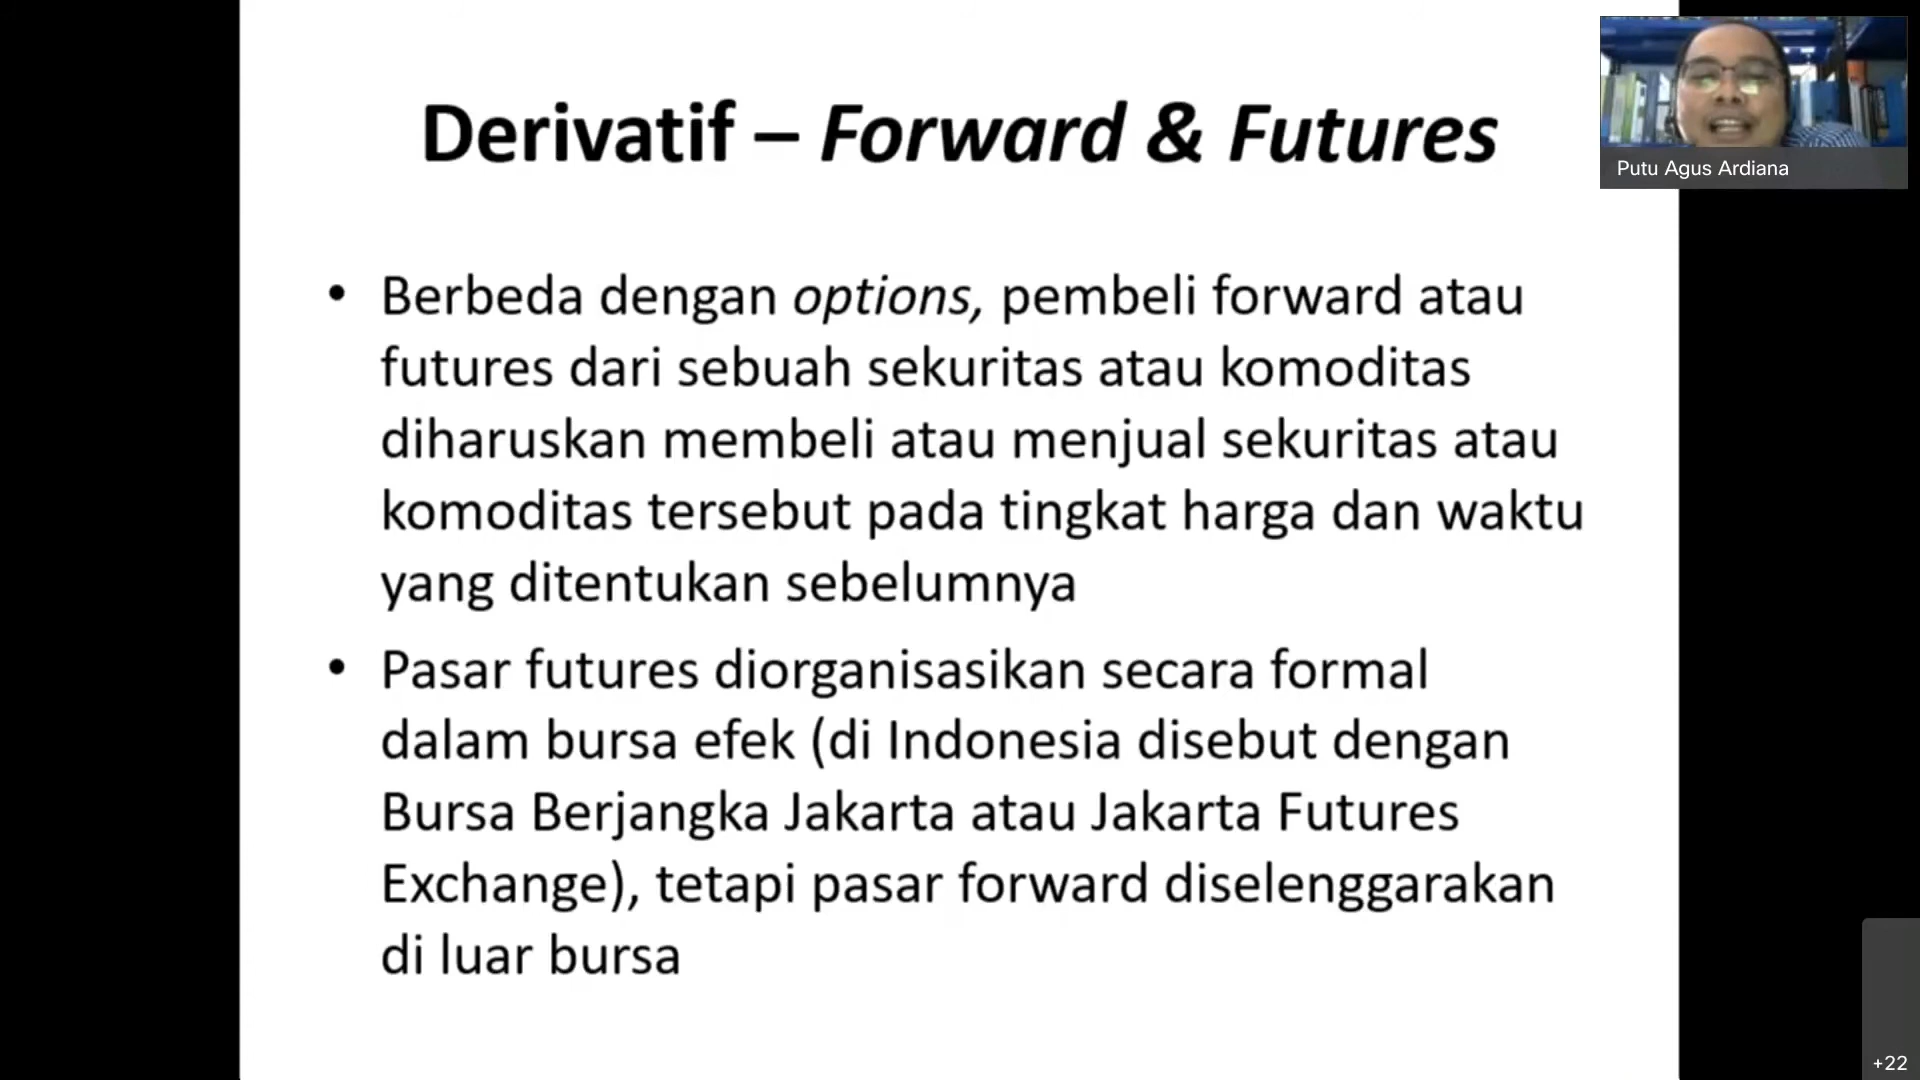 Derivatif – Forward & Futures
Putu Agus Ardiana
• Berbeda dengan options, pembeli forward atau
futures dari sebuah sekuritas atau komoditas
diharuskan membeli atau menjual sekuritas atau
komoditas tersebut pada tingkat harga dan waktu
yang ditentukan sebelumnya
• Pasar futures diorganisasikan secara formal
dalam bursa efek (di Indonesia disebut dengan
Bursa Berjangka Jakarta atau Jakarta Futures
Exchange), tetapi pasar forward diselenggarakan
di luar bursa
+22